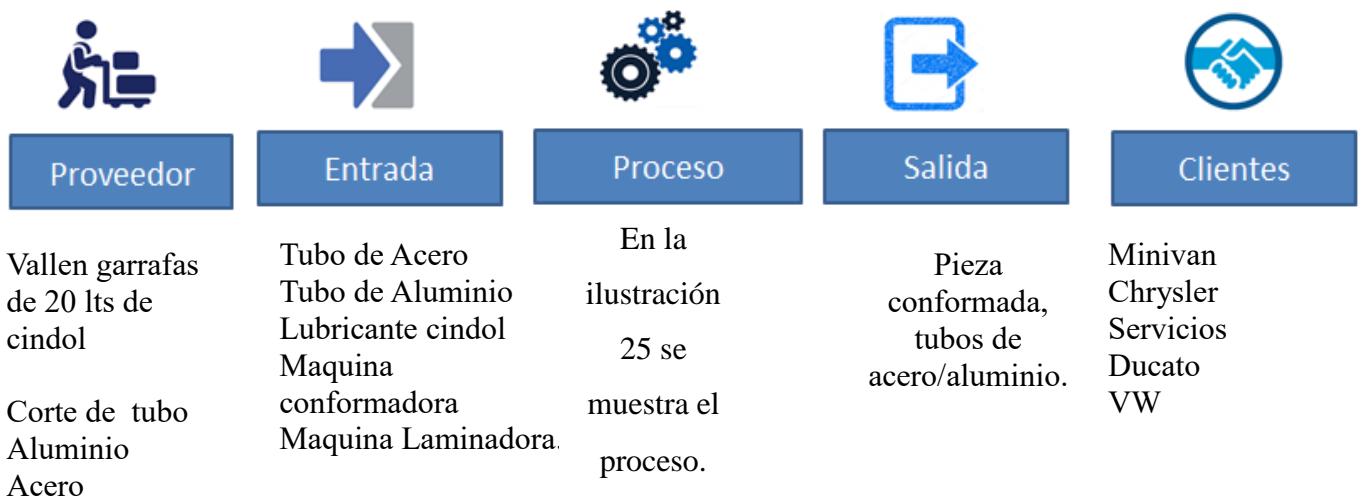 Proveedor
Entrada
Proceso
Salida
Clientes
Vallen garrafas
de 20 lts de
cindol
Corte de tubo
Aluminio
Acero
Tubo de Acero
Tubo de Aluminio
Lubricante cindol
Maquina
conformadora
Maquina Laminadora.
En la
ilustración
25 se
muestra el
proceso.
Pieza
conformada,
tubos de
acero/aluminio.
Minivan
Chrysler
Servicios
Ducato
VW